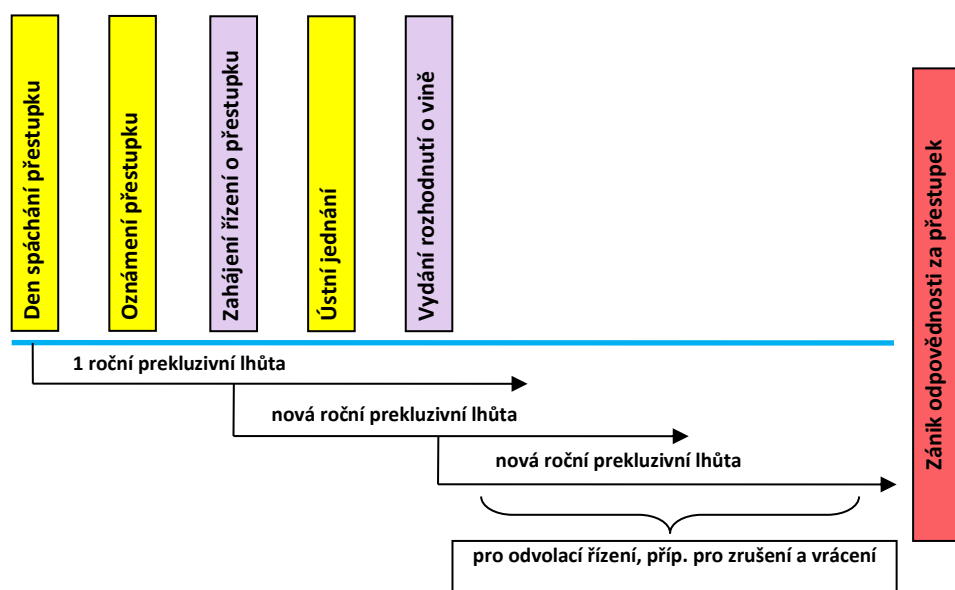 Den spáchání přestupku
Oznámení přestupku
Zahájení řízení o přestupku
Ústní jednání
Vydání rozhodnutí o vině
Zánik odpovědnosti za přestupek
1 roční prekluzivní lhůta
nová roční prekluzivní lhůta
nová roční prekluzivní lhůta
pro odvolací řízení, příp. pro zrušení a vrácení